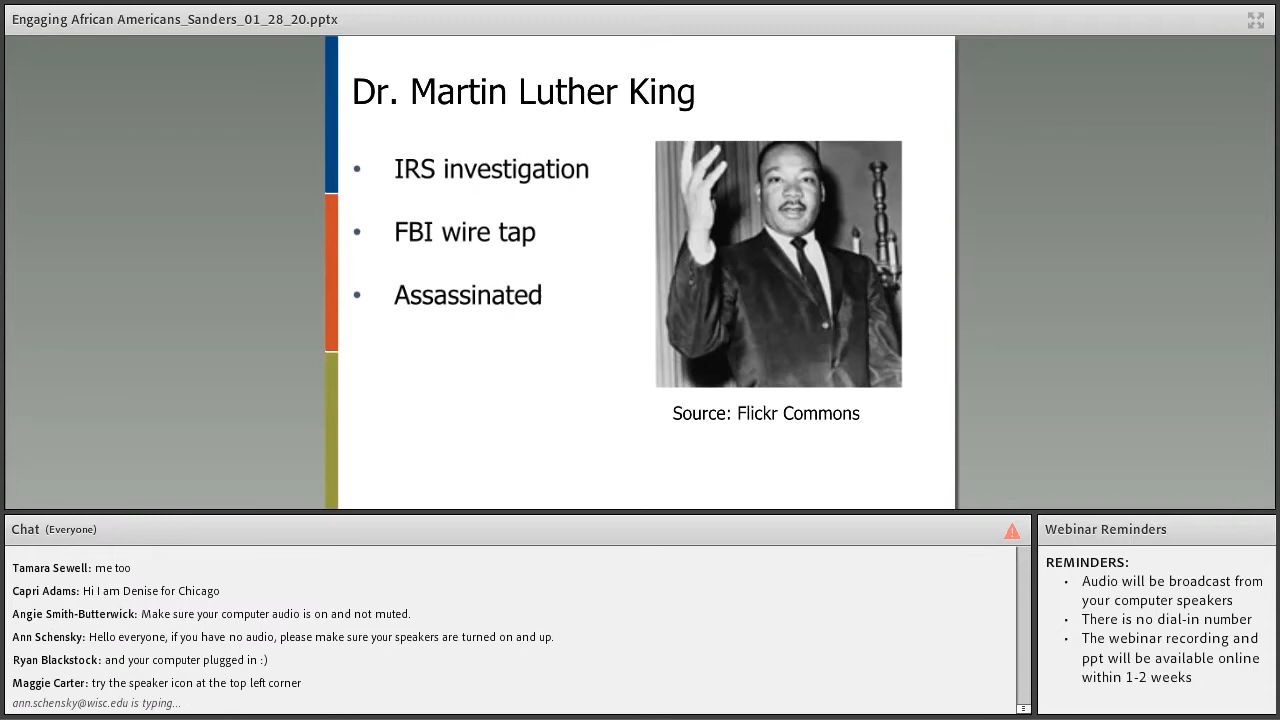 Engaging African Americans_Sanders_01_28_20.pptx
Dr. Martin Luther King
• IRS investigation
• FBI wire tap
• Assassinated
Source: Flickr Commons
Chat (Everyone)
Tamara Sewell: me too
Capri Adams: Hi I am Denise for Chicago
Angie Smith-Butterwick: Make sure your computer audio is on and not muted.
Ann Schensky: Hello everyone, if you have no audio, please make sure your speakers are turned on and up.
Ryan Blackstock: and your computer plugged in :)
Maggie Carter: try the speaker icon at the top left corner
ann.schensky@wisc.edu is typing...
Webinar Reminders
REMINDERS:
• Audio will be broadcast from
your computer speakers
• There is no dial-in number
• The webinar recording and
ppt will be available online
within 1-2 weeks